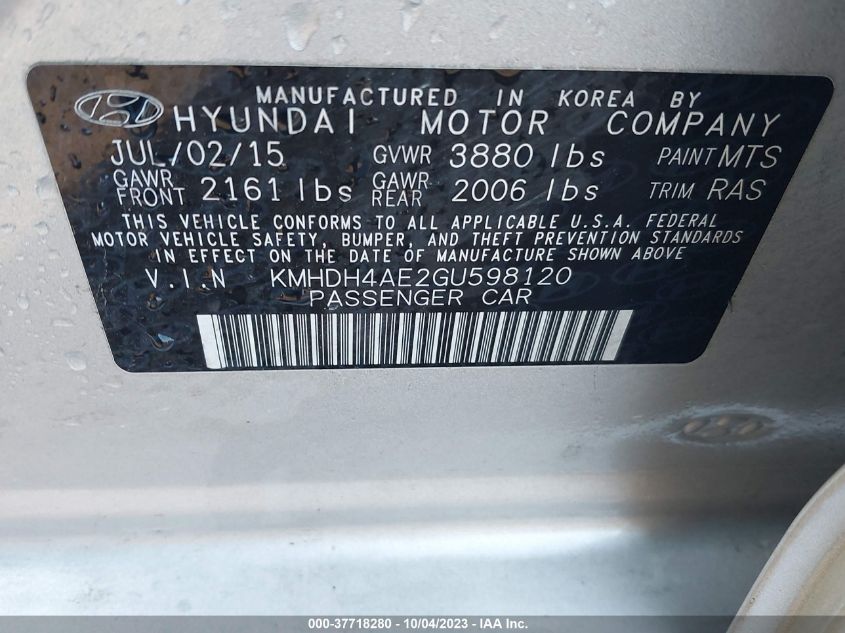 MANUFACTURED IN KOREA BY
HYUNDAI MOTOR COMPANY
JUL/02/15 GVWR 3880 lbs PAINT MTS
GAWR FRONT 2161 lbs GAWR REAR 2006 lbs TRIM RAS
THIS VEHICLE CONFORMS TO ALL APPLICABLE U.S.A. FEDERAL
MOTOR VEHICLE SAFETY, BUMPER, AND THEFT PREVENTION STANDARDS
IN EFFECT ON THE DATE OF MANUFACTURE SHOWN ABOVE
V.I.N KMHDH4AE2GU598120
PASSENGER CAR
000-37718280 - 10/04/2023 - IAA Inc.